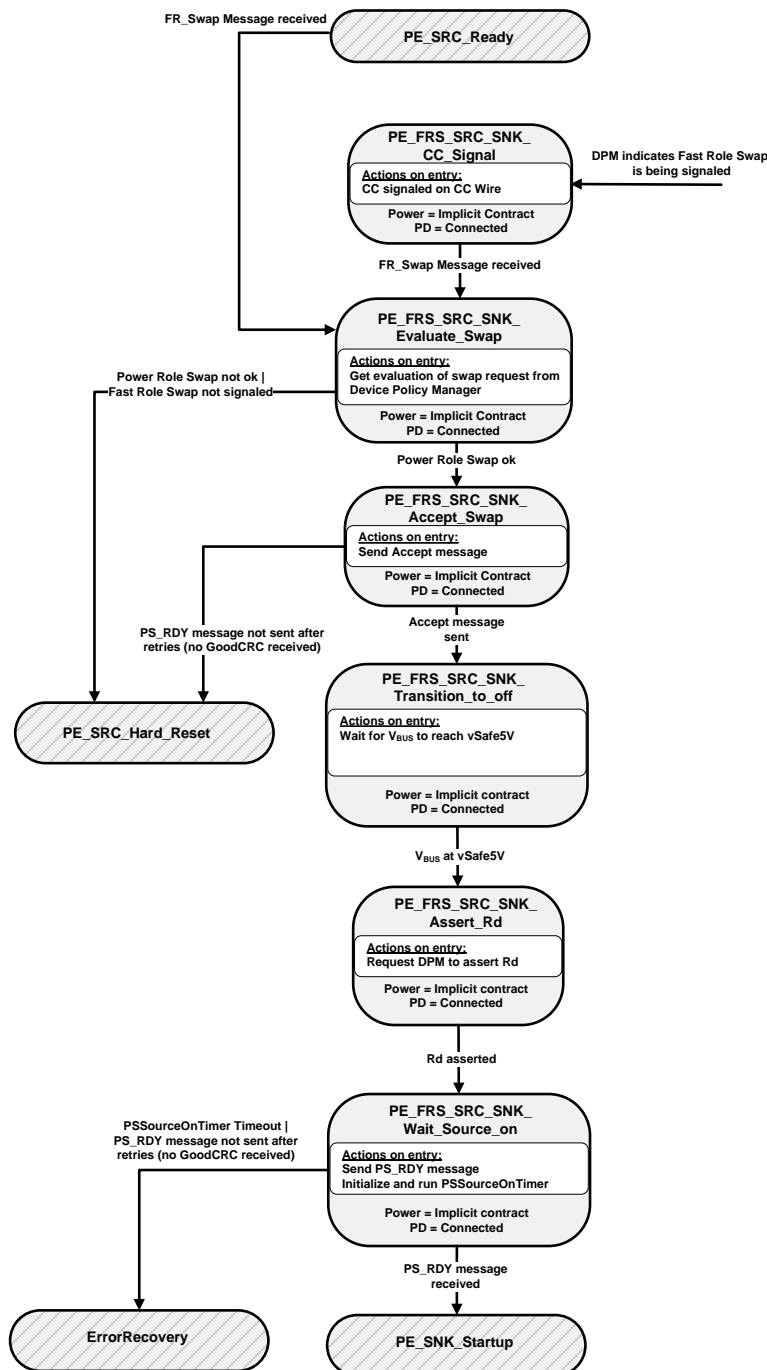 FR_Swap Message received
PE_SRC_Ready
PE_FRS_SRC_SNK_
CC_Signal
Actions on entry:
CC signaled on CC Wire
Power = Implicit Contract
PD = Connected
DPM indicates Fast Role Swap
is being signaled
FR_Swap Message received
PE_FRS_SRC_SNK_
Evaluate_Swap
Actions on entry:
Get evaluation of swap request from
Device Policy Manager
Power = Implicit Contract
PD = Connected
Power Role Swap not ok |
Fast Role Swap not signaled
Power Role Swap ok
PE_FRS_SRC_SNK_
Accept_Swap
Actions on entry:
Send Accept message
Power = Implicit Contract
PD = Connected
PS_RDY message not sent after
retries (no GoodCRC received)
Accept message
sent
PE_FRS_SRC_SNK_
Transition_to_off
Actions on entry:
Wait for VBUS to reach vSafe5V
Power = Implicit contract
PD = Connected
PE_SRC_Hard_Reset
VBUS at vSafe5V
PE_FRS_SRC_SNK_
Assert_Rd
Actions on entry:
Request DPM to assert Rd
Power = Implicit contract
PD = Connected
Rd asserted
PE_FRS_SRC_SNK_
Wait_Source_on
Actions on entry:
Send PS_RDY message
Initialize and run PSSourceOnTimer
Power = Implicit contract
PD = Connected
PSSourceOnTimer Timeout |
PS_RDY message not sent after
retries (no GoodCRC received)
PS_RDY message
received
ErrorRecovery
PE_SNK_Startup